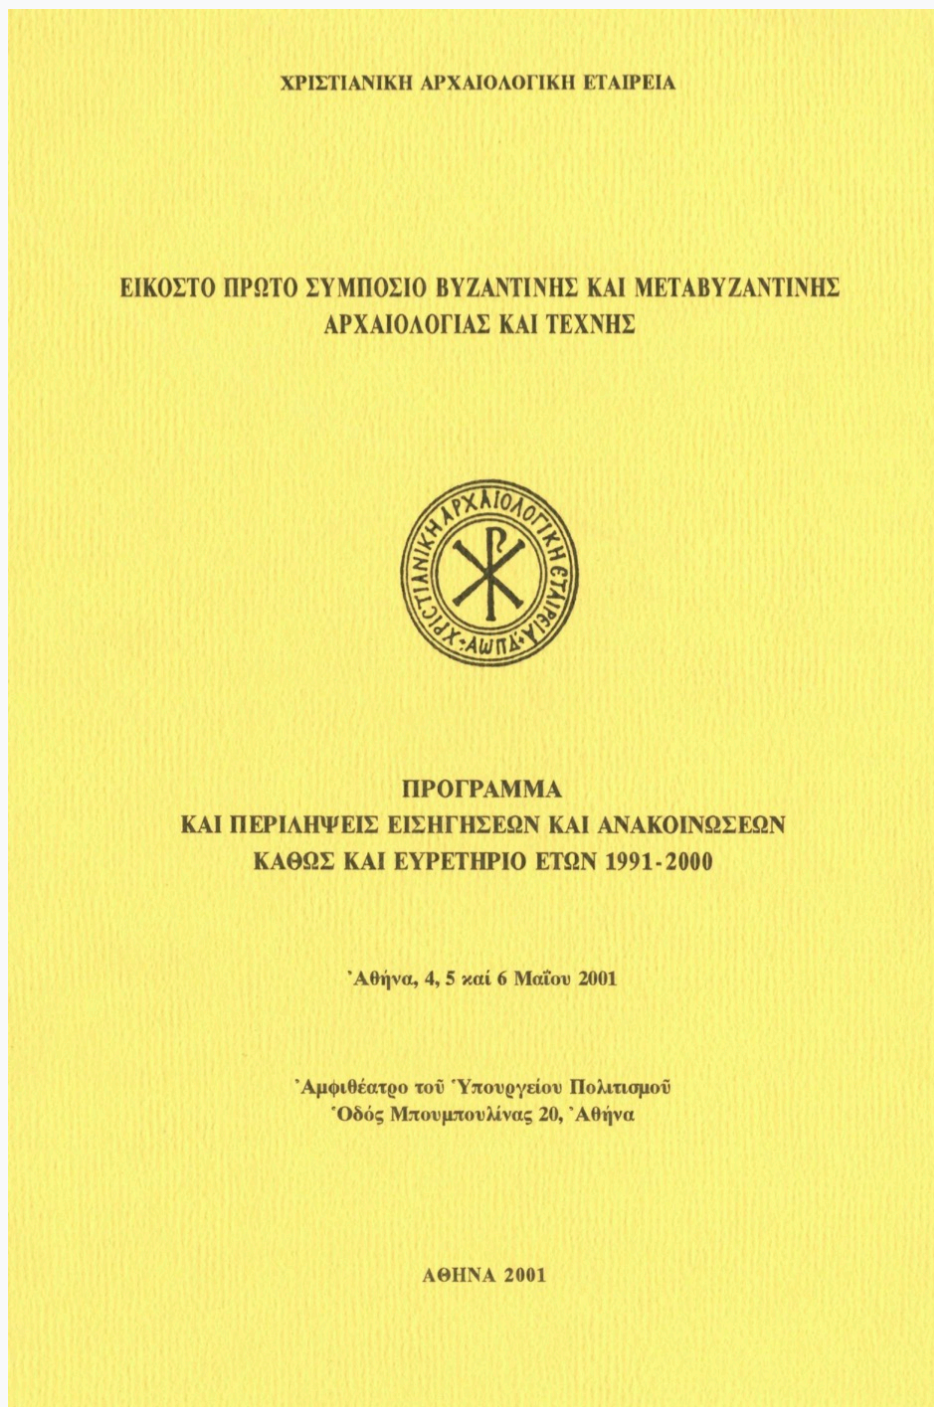 ΧΡΙΣΤΙΑΝΙΚΗ ΑΡΧΑΙΟΛΟΓΙΚΗ ΕΤΑΙΡΕΙΑ
ΕΙΚΟΣΤΟ ΠΡΩΤΟ ΣΥΜΠΟΣΙΟ ΒΥΖΑΝΤΙΝΗΣ ΚΑΙ ΜΕΤΑΒΥΖΑΝΤΙΝΗΣ
ΑΡΧΑΙΟΛΟΓΙΑΣ ΚΑΙ ΤΕΧΝΗΣ
ΧΡΙϹΤΙΑΝΙΚΗ ΑΡΧΑΙΟΛΟΓΙΚΗ ΕΤΑΙΡΕΙΑ
ΑΩΠΔ
ΠΡΟΓΡΑΜΜΑ
ΚΑΙ ΠΕΡΙΛΗΨΕΙΣ ΕΙΣΗΓΗΣΕΩΝ ΚΑΙ ΑΝΑΚΟΙΝΩΣΕΩΝ
ΚΑΘΩΣ ΚΑΙ ΕΥΡΕΤΗΡΙΟ ΕΤΩΝ 1991-2000
Ἀθήνα, 4, 5 καί 6 Μαΐου 2001
Ἀμφιθέατρο τοῦ Ὑπουργείου Πολιτισμοῦ
Ὁδός Μπουμπουλίνας 20, Ἀθήνα
ΑΘΗΝΑ 2001